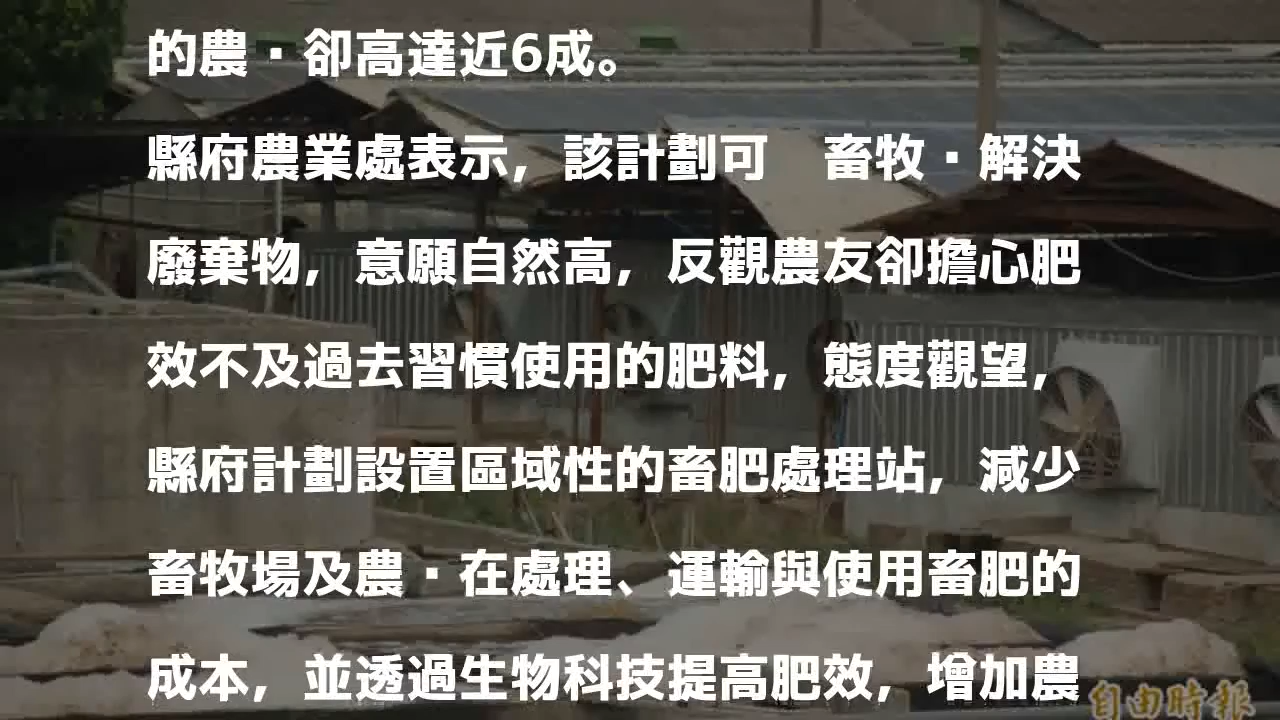 的農▪卻高達近6成。
縣府農業處表示，該計劃可　畜牧▪解決
廢棄物，意願自然高，反觀農友卻擔心肥
效不及過去習慣使用的肥料，態度觀望，
縣府計劃設置區域性的畜肥處理站，減少
畜牧場及農▪在處理、運輸與使用畜肥的
成本，並透過生物科技提高肥效，增加農
自由時報